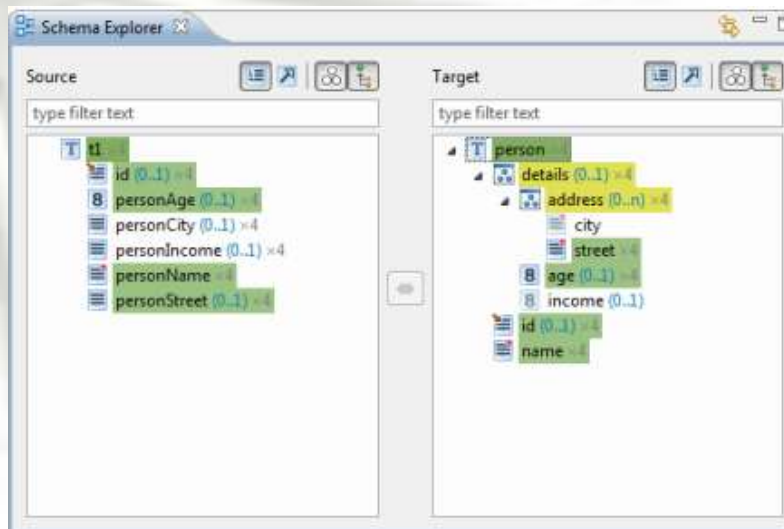 Schema Explorer
Source
Target
type filter text
type filter text
t1 ×4
id (0..1) ×4
personAge (0..1) ×4
personCity (0..1) ×4
personIncome (0..1) ×4
personName ×4
personStreet (0..1) ×4
person ×4
details (0..1) ×4
address (0..n) ×4
city
street ×4
age (0..1) ×4
income (0..1)
id (0..1) ×4
name ×4